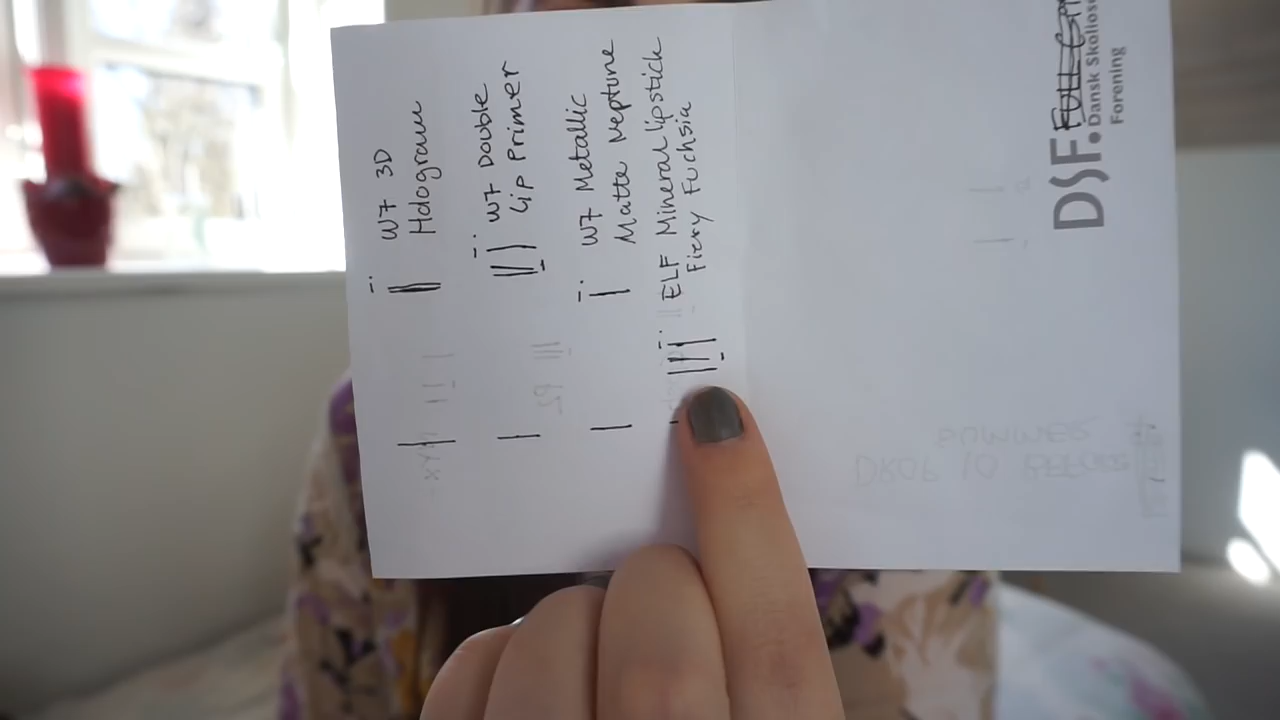 W7 3D
Hologram
W7 Double
Lip Primer
W7 Metallic
Matte Neptune
ELF Mineral lipstick
Fiery Fuchsia
DSF.
Dansk Skoliose
Forening